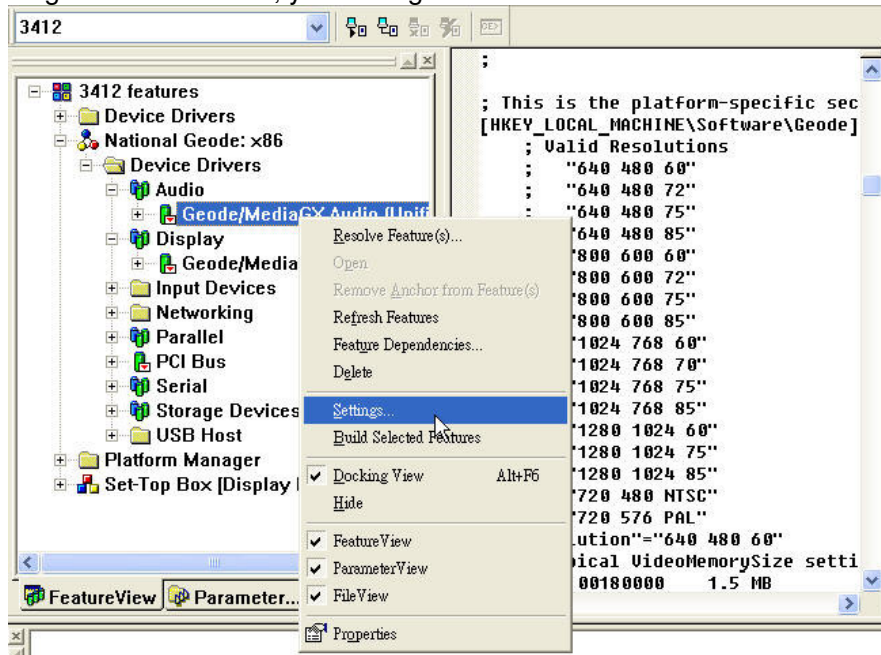 3412
3412 features
Device Drivers
National Geode: x86
Device Drivers
Audio
Geode/MediaGX Audio (Unifi
Display
Geode/Media
Input Devices
Networking
Parallel
PCI Bus
Serial
Storage Devices
USB Host
Platform Manager
Set-Top Box [Display
FeatureView
Parameter...
Resolve Feature(s)...
Open
Remove Anchor from Feature(s)
Refresh Features
Feature Dependencies...
Delete
Settings...
Build Selected Features
Docking View Alt+F6
Hide
FeatureView
ParameterView
FileView
Properties
;
; This is the platform-specific sec
[HKEY_LOCAL_MACHINE\Software\Geode]
; Valid Resolutions
; "640 480 60"
; "640 480 72"
; "640 480 75"
"640 480 85"
"800 600 60"
"800 600 72"
"800 600 75"
"800 600 85"
"1024 768 60"
"1024 768 70"
"1024 768 75"
"1024 768 85"
"1280 1024 60"
"1280 1024 75"
"1280 1024 85"
"720 480 NTSC"
"720 576 PAL"
lution"="640 480 60"
pical VideoMemorySize setti
00180000 1.5 MB